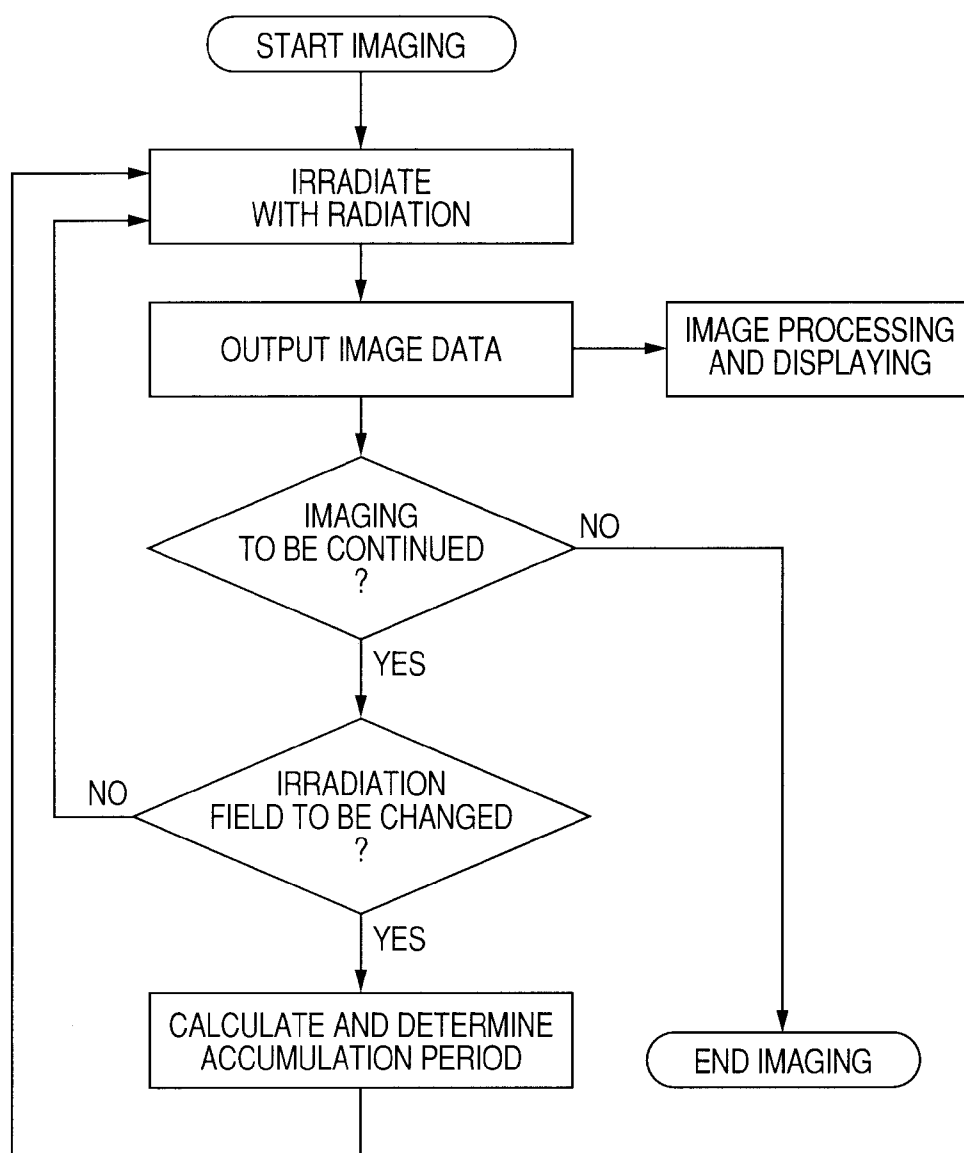 START IMAGING
IRRADIATE
WITH RADIATION
OUTPUT IMAGE DATA
IMAGE PROCESSING
AND DISPLAYING
IMAGING
TO BE CONTINUED
?
NO
YES
IRRADIATION
FIELD TO BE CHANGED
?
NO
YES
CALCULATE AND DETERMINE
ACCUMULATION PERIOD
END IMAGING